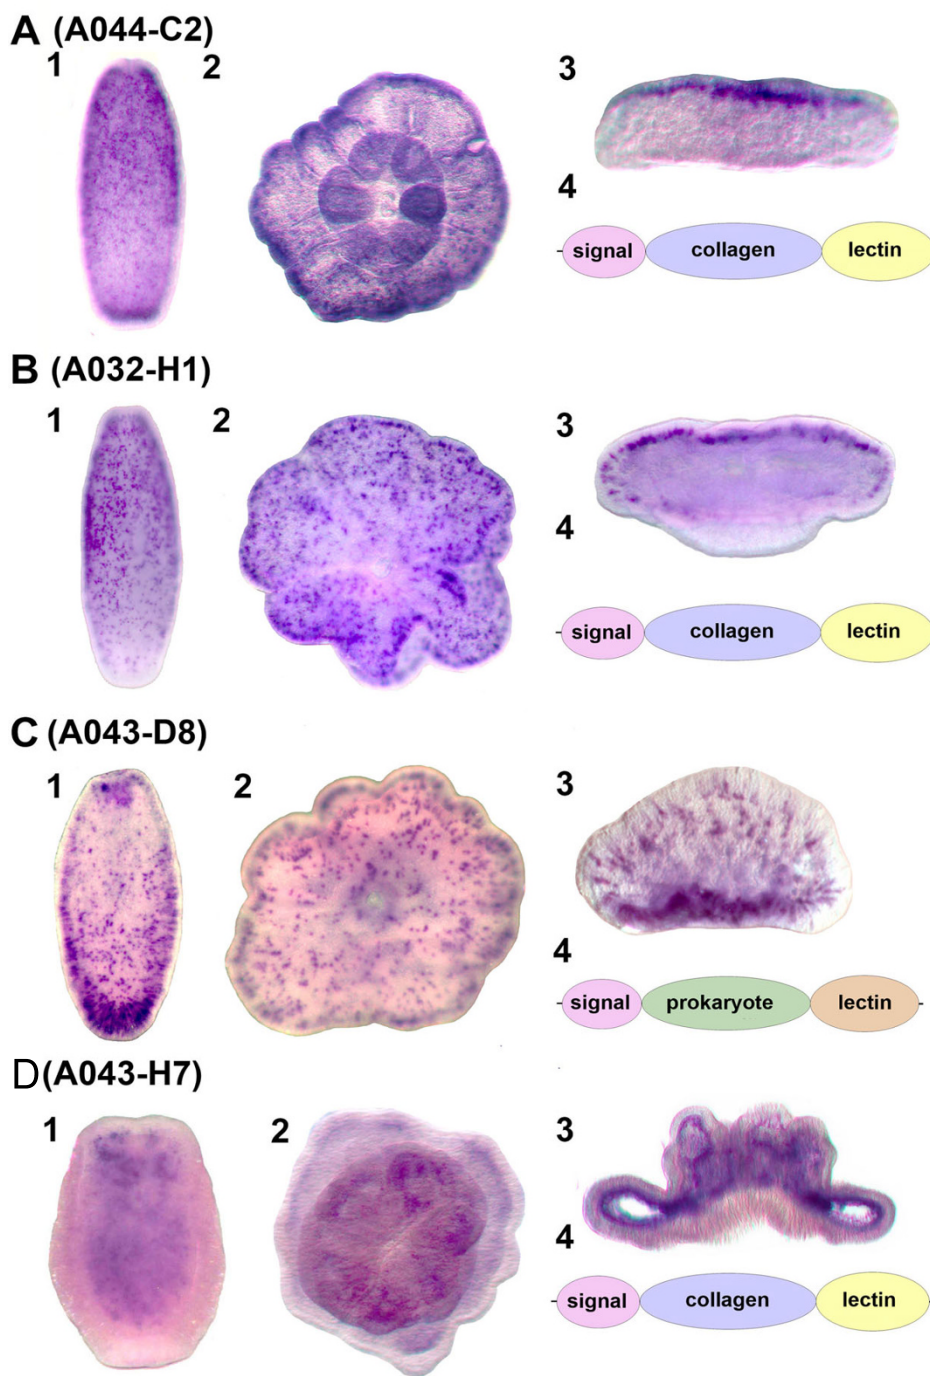 A (A044-C2)
1 2 3
4
signal collagen lectin
B (A032-H1)
1 2 3
4
signal collagen lectin
C (A043-D8)
1 2 3
4
signal prokaryote lectin
D (A043-H7)
1 2 3
4
signal collagen lectin